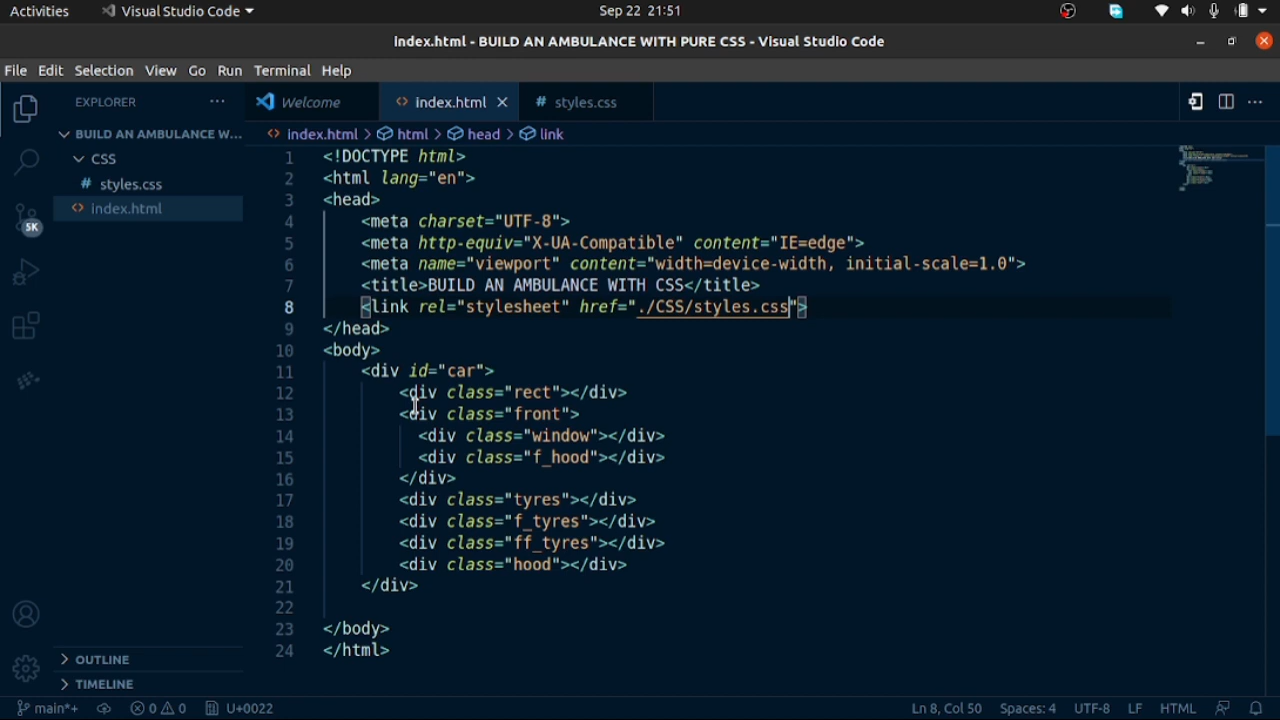 Activities Visual Studio Code Sep 22 21:51
index.html - BUILD AN AMBULANCE WITH PURE CSS - Visual Studio Code
File Edit Selection View Go Run Terminal Help
EXPLORER ··· Welcome index.html styles.css ···
BUILD AN AMBULANCE W...
CSS
styles.css
index.html
5K
index.html > html > head > link
1 <!DOCTYPE html>
2 <html lang="en">
3 <head>
4 <meta charset="UTF-8">
5 <meta http-equiv="X-UA-Compatible" content="IE=edge">
6 <meta name="viewport" content="width=device-width, initial-scale=1.0">
7 <title>BUILD AN AMBULANCE WITH CSS</title>
8 <link rel="stylesheet" href="./CSS/styles.css">
9 </head>
10 <body>
11 <div id="car">
12 <div class="rect"></div>
13 <div class="front">
14 <div class="window"></div>
15 <div class="f_hood"></div>
16 </div>
17 <div class="tyres"></div>
18 <div class="f_tyres"></div>
19 <div class="ff_tyres"></div>
20 <div class="hood"></div>
21 </div>
22
23 </body>
24 </html>
OUTLINE
TIMELINE
main*+ 0 0 U+0022 Ln 8, Col 50 Spaces: 4 UTF-8 LF HTML